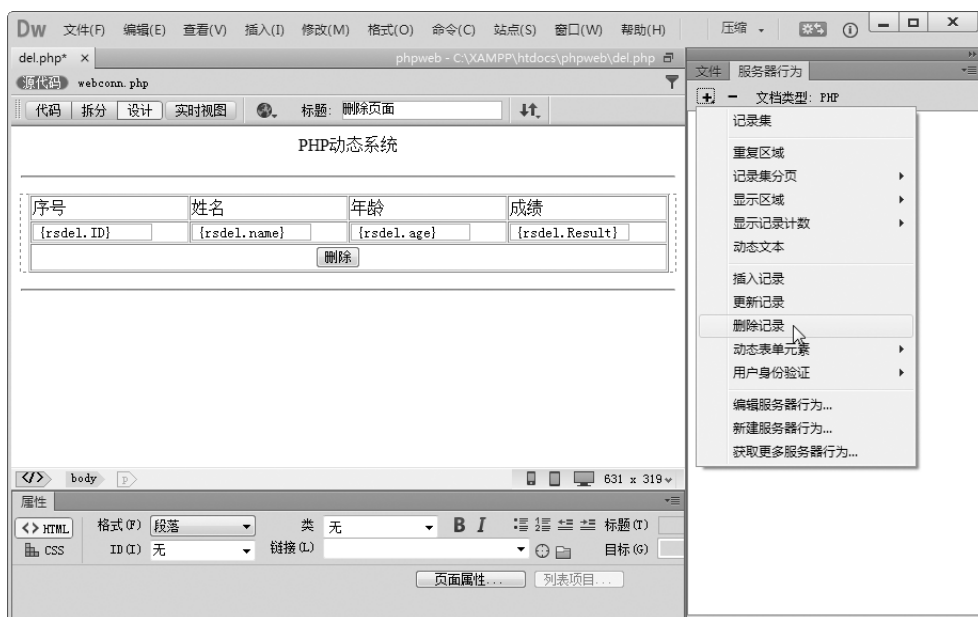 Dw 文件(F) 编辑(E) 查看(V) 插入(I) 修改(M) 格式(O) 命令(C) 站点(S) 窗口(W) 帮助(H) 压缩
del.php* × phpweb - C:\XAMPP\htdocs\phpweb\del.php
源代码 webconn.php
代码 拆分 设计 实时视图 标题: 删除页面
PHP动态系统
序号 姓名 年龄 成绩
{rsdel.ID} {rsdel.name} {rsdel.age} {rsdel.Result}
删除
</> body p 631 x 319
属性
<> HTML 格式(F) 段落 类 无 B I 标题(T)
CSS ID(I) 无 链接(L) 目标(G)
页面属性... 列表项目...
文件 服务器行为
+ - 文档类型: PHP
记录集
重复区域
记录集分页
显示区域
显示记录计数
动态文本
插入记录
更新记录
删除记录
动态表单元素
用户身份验证
编辑服务器行为...
新建服务器行为...
获取更多服务器行为...